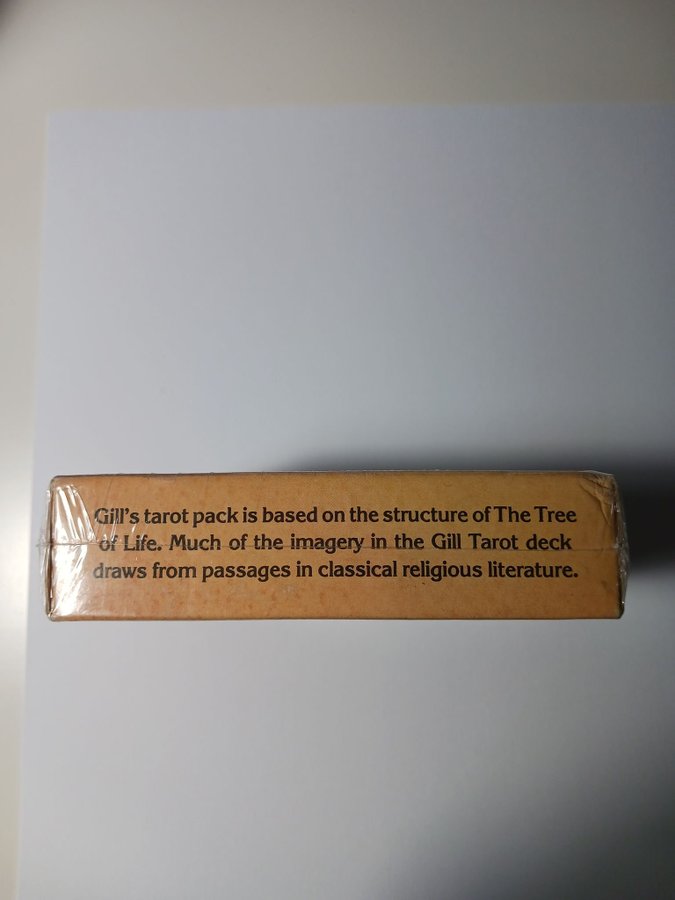 Gill's tarot pack is based on the structure of The Tree
of Life. Much of the imagery in the Gill Tarot deck
draws from passages in classical religious literature.